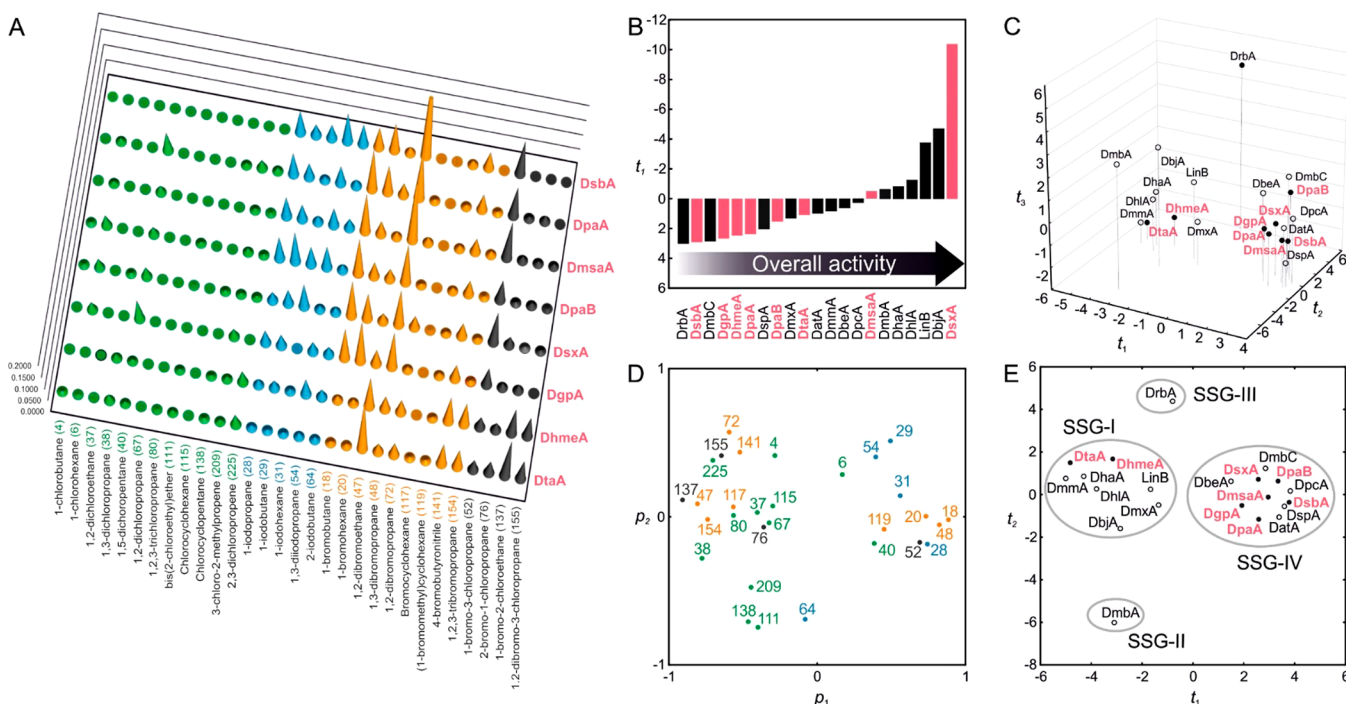 A
DsbA
DpaA
DmsaA
DpaB
DsxA
DgpA
DhmeA
DtaA
0.2000
0.1500
0.1000
0.0500
0.0000
1-chlorobutane (4)
1-chlorohexane (6)
1,2-dichloroethane (37)
1,3-dichloropropane (38)
1,5-dichloropentane (40)
1,2-dichloropropane (67)
1,2,3-trichloropropane (80)
bis(2-chloroethyl)ether (111)
Chlorocyclohexane (115)
Chlorocyclopentane (138)
3-chloro-2-methylpropene (209)
2,3-dichloropropene (225)
1-iodopropane (28)
1-iodobutane (29)
1-iodohexane (31)
1,3-diiodopropane (54)
2-iodobutane (64)
1-bromobutane (18)
1-bromohexane (20)
1,2-dibromoethane (47)
1,3-dibromopropane (48)
1,2-dibromopropane (72)
Bromocyclohexane (117)
(1-bromomethyl)cyclohexane (119)
4-bromobutyronitrile (141)
1,2,3-tribromopropane (154)
1-bromo-3-chloropropane (52)
2-bromo-1-chloropropane (76)
1-bromo-2-chloroethane (137)
1,2-dibromo-3-chloropropane (155)
B
-12
-10
-8
-6
-4
-2
0
2
4
6
t1
Overall activity
DrbA
DsbA
DmbC
DgpA
DhmeA
DpaA
DspA
DpaB
DmxA
DtaA
DatA
DmmA
DbeA
DpcA
DmsaA
DmbA
DhaA
DhlA
LinB
DbjA
DsxA
C
6
5
4
3
2
1
0
-1
-2
t3
DrbA
DmbA
DbjA
DhaA
LinB
DhlA
DmmA
DtaA
DhmeA
DmxA
DmbC
DbeA
DpaB
DsxA
DpcA
DgpA
DatA
DpaA
DsbA
DmsaA
DspA
-6 -5 -4 -3 -2 -1 0 1 2 3 4
t1
-6 -4 -2 0 2 4 6
t2
D
1
0
-1
p2
72
155
141
4
225
6
54
29
31
137
47
117
37
115
154
80
67
76
38
119
20
18
48
40
52
28
209
138
111
64
-1 0 1
p1
E
6
4
2
0
-2
-4
-6
-8
t2
DrbA
SSG-III
SSG-I
DtaA
DhmeA
DhaA
LinB
DmmA
DhlA
DmxA
DbjA
DmbC
DsxA
DpaB
DbeA
DpcA
DmsaA
DsbA
DgpA
DspA
DpaA
DatA
SSG-IV
DmbA
SSG-II
-6 -4 -2 0 2 4 6
t1